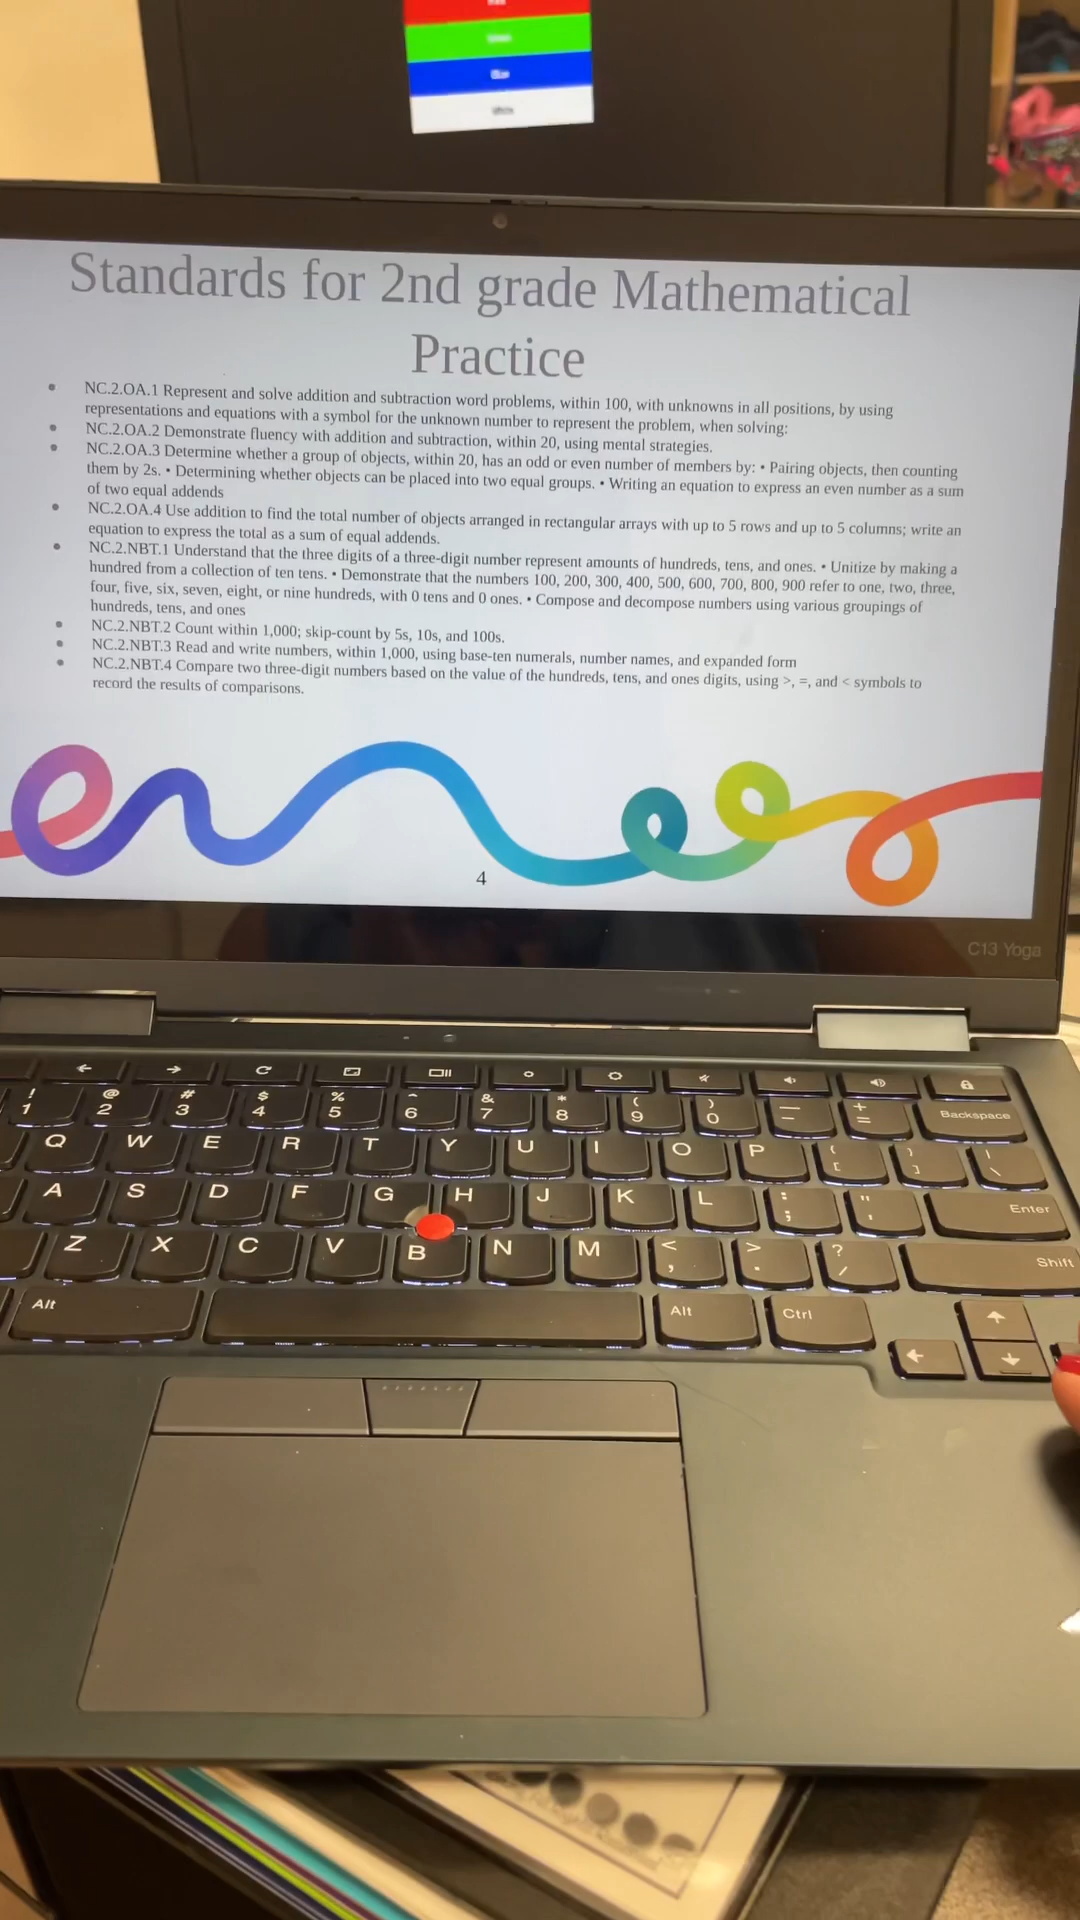 Standards for 2nd grade Mathematical
Practice
• NC.2.OA.1 Represent and solve addition and subtraction word problems, within 100, with unknowns in all positions, by using
representations and equations with a symbol for the unknown number to represent the problem, when solving:
• NC.2.OA.2 Demonstrate fluency with addition and subtraction, within 20, using mental strategies.
• NC.2.OA.3 Determine whether a group of objects, within 20, has an odd or even number of members by: • Pairing objects, then counting
them by 2s. • Determining whether objects can be placed into two equal groups. • Writing an equation to express an even number as a sum
of two equal addends
• NC.2.OA.4 Use addition to find the total number of objects arranged in rectangular arrays with up to 5 rows and up to 5 columns; write an
equation to express the total as a sum of equal addends.
• NC.2.NBT.1 Understand that the three digits of a three-digit number represent amounts of hundreds, tens, and ones. • Unitize by making a
hundred from a collection of ten tens. • Demonstrate that the numbers 100, 200, 300, 400, 500, 600, 700, 800, 900 refer to one, two, three,
four, five, six, seven, eight, or nine hundreds, with 0 tens and 0 ones. • Compose and decompose numbers using various groupings of
hundreds, tens, and ones
• NC.2.NBT.2 Count within 1,000; skip-count by 5s, 10s, and 100s.
• NC.2.NBT.3 Read and write numbers, within 1,000, using base-ten numerals, number names, and expanded form
• NC.2.NBT.4 Compare two three-digit numbers based on the value of the hundreds, tens, and ones digits, using >, =, and < symbols to
record the results of comparisons.
4
C13 Yoga
! @ # $ % ^ & * ( ) — +
1 2 3 4 5 6 7 8 9 0 – = Backspace
Q W E R T Y U I O P { [ } ] | \
A S D F G H J K L : ; " ' Enter
Z X C V B N M < , > . ? / Shift
Alt Alt Ctrl